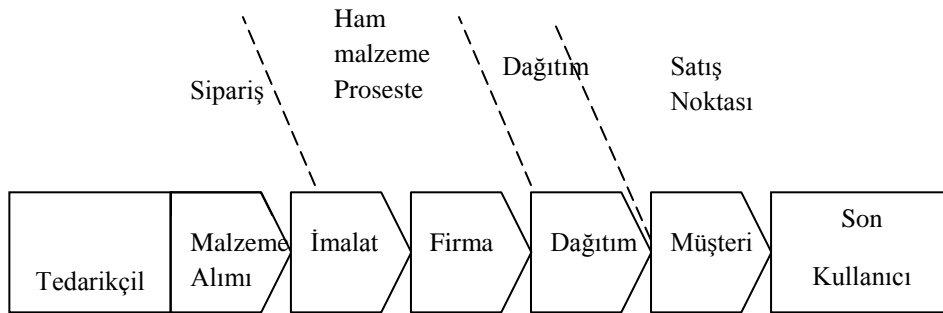 Ham
malzeme
Proseste
Sipariş
Dağıtım
Satış
Noktası
Tedarikçil
Malzeme
Alımı
İmalat
Firma
Dağıtım
Müşteri
Son
Kullanıcı